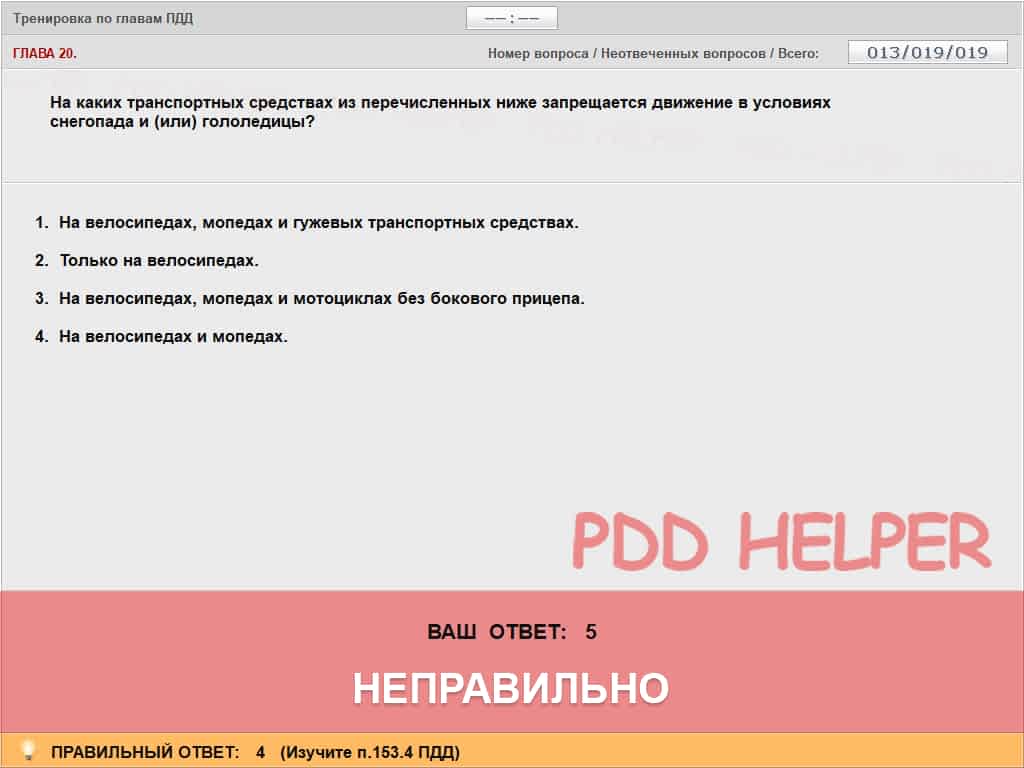 Тренировка по главам ПДД
−− : −−
ГЛАВА 20.
Номер вопроса / Неотвеченных вопросов / Всего: 013/019/019
На каких транспортных средствах из перечисленных ниже запрещается движение в условиях
снегопада и (или) гололедицы?
1. На велосипедах, мопедах и гужевых транспортных средствах.
2. Только на велосипедах.
3. На велосипедах, мопедах и мотоциклах без бокового прицепа.
4. На велосипедах и мопедах.
PDD HELPER
ВАШ ОТВЕТ: 5
НЕПРАВИЛЬНО
ПРАВИЛЬНЫЙ ОТВЕТ: 4 (Изучите п.153.4 ПДД)